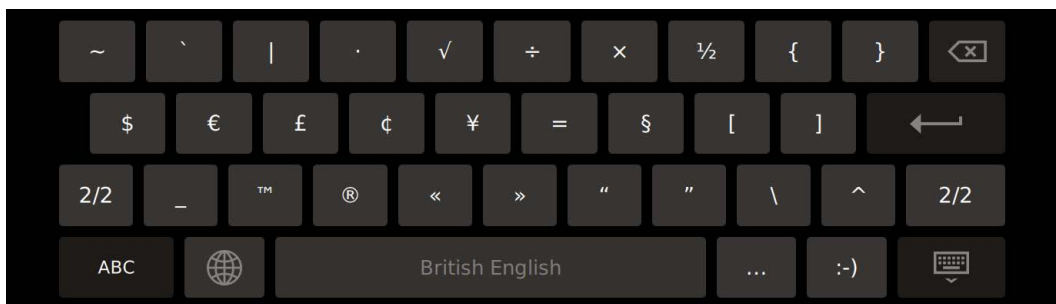 ~ ` | · √ ÷ × ½ { }
$ € £ ¢ ¥ = § [ ]
2/2 _ ™ ® « » “ ” \ ^ 2/2
ABC British English ... :-)